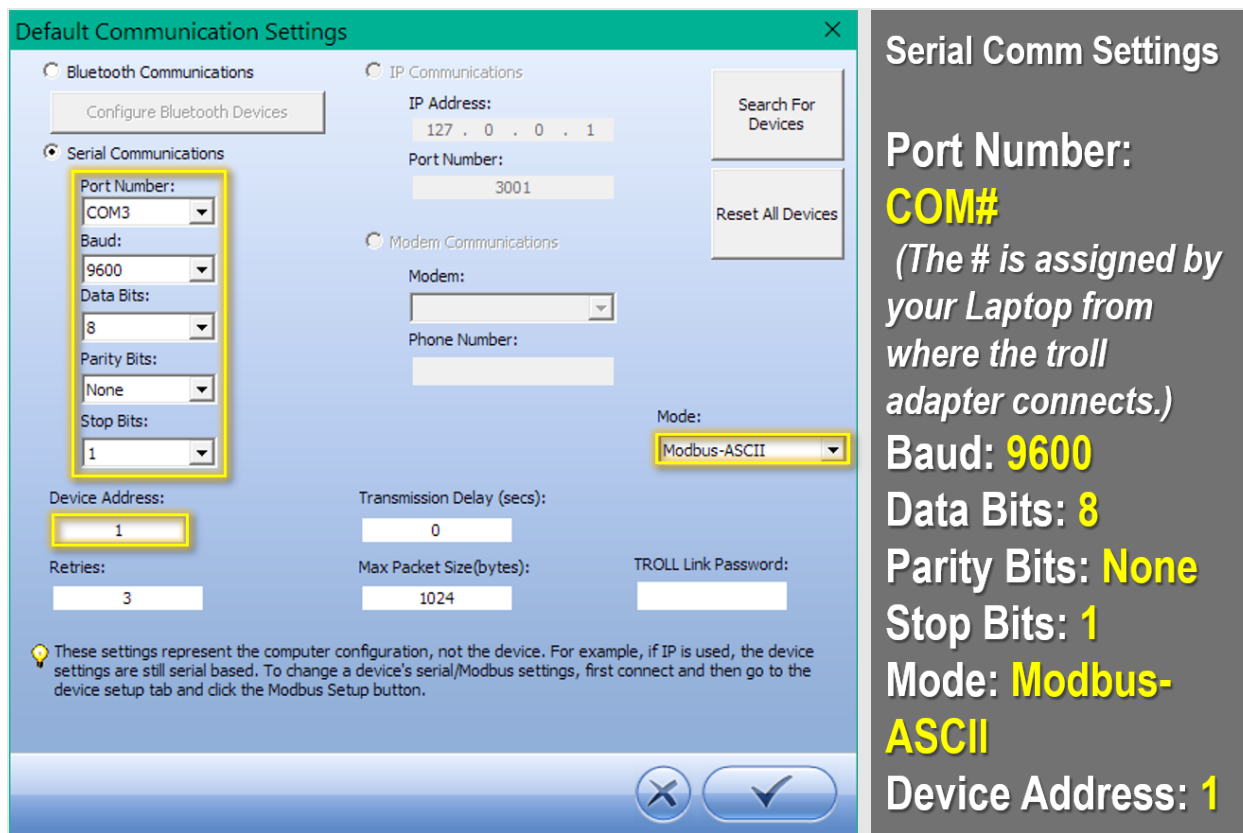 Default Communication Settings
Bluetooth Communications
Configure Bluetooth Devices
Serial Communications
Port Number:
COM3
Baud:
9600
Data Bits:
8
Parity Bits:
None
Stop Bits:
1
IP Communications
IP Address:
127 . 0 . 0 . 1
Port Number:
3001
Modem Communications
Modem:
Phone Number:
Search For
Devices
Reset All Devices
Mode:
Modbus-ASCII
Device Address:
1
Transmission Delay (secs):
0
Retries:
3
Max Packet Size(bytes):
1024
TROLL Link Password:
These settings represent the computer configuration, not the device. For example, if IP is used, the device
settings are still serial based. To change a device's serial/Modbus settings, first connect and then go to the
device setup tab and click the Modbus Setup button.
Serial Comm Settings
Port Number:
COM#
(The # is assigned by
your Laptop from
where the troll
adapter connects.)
Baud: 9600
Data Bits: 8
Parity Bits: None
Stop Bits: 1
Mode: Modbus-
ASCII
Device Address: 1